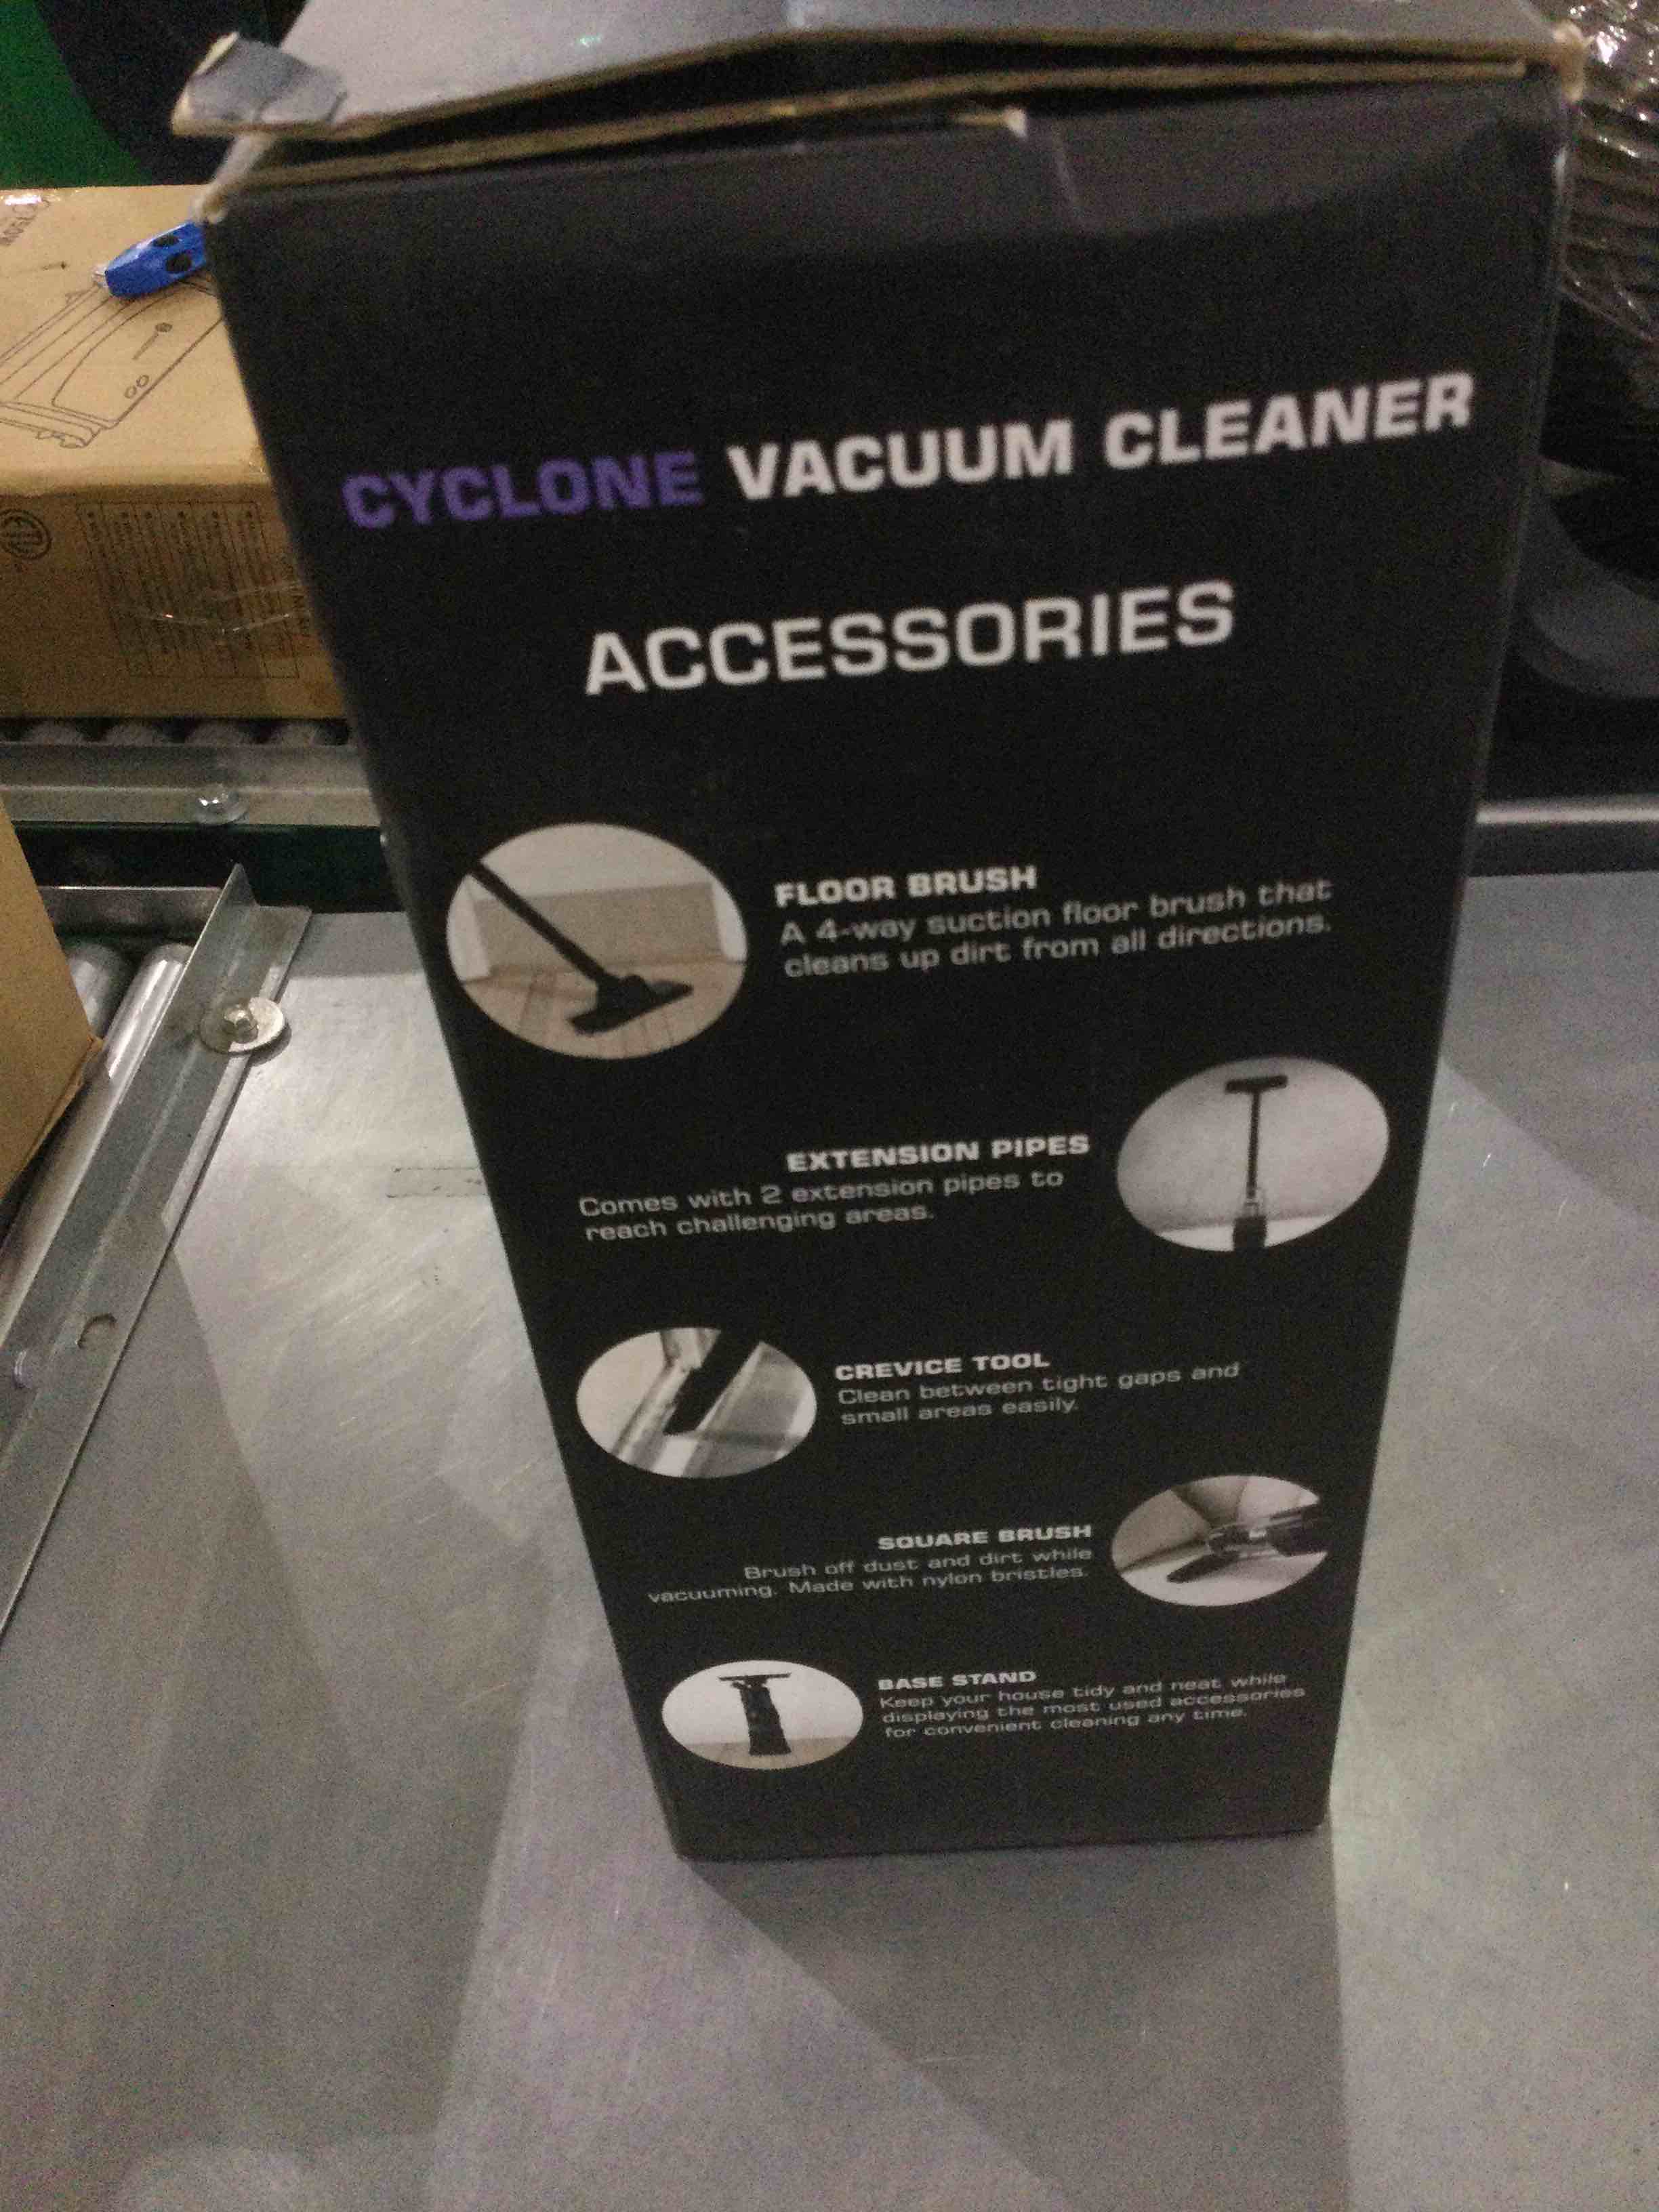 CYCLONE VACUUM CLEANER
ACCESSORIES
FLOOR BRUSH
A 4-way suction floor brush that
cleans up dirt from all directions.
EXTENSION PIPES
Comes with 2 extension pipes to
reach challenging areas.
CREVICE TOOL
Clean between tight gaps and
small areas easily.
SQUARE BRUSH
Brush off dust and dirt while
vacuuming. Made with nylon bristles.
BASE STAND
Keep your house tidy and neat while
displaying the most used accessories
for convenient cleaning any time.